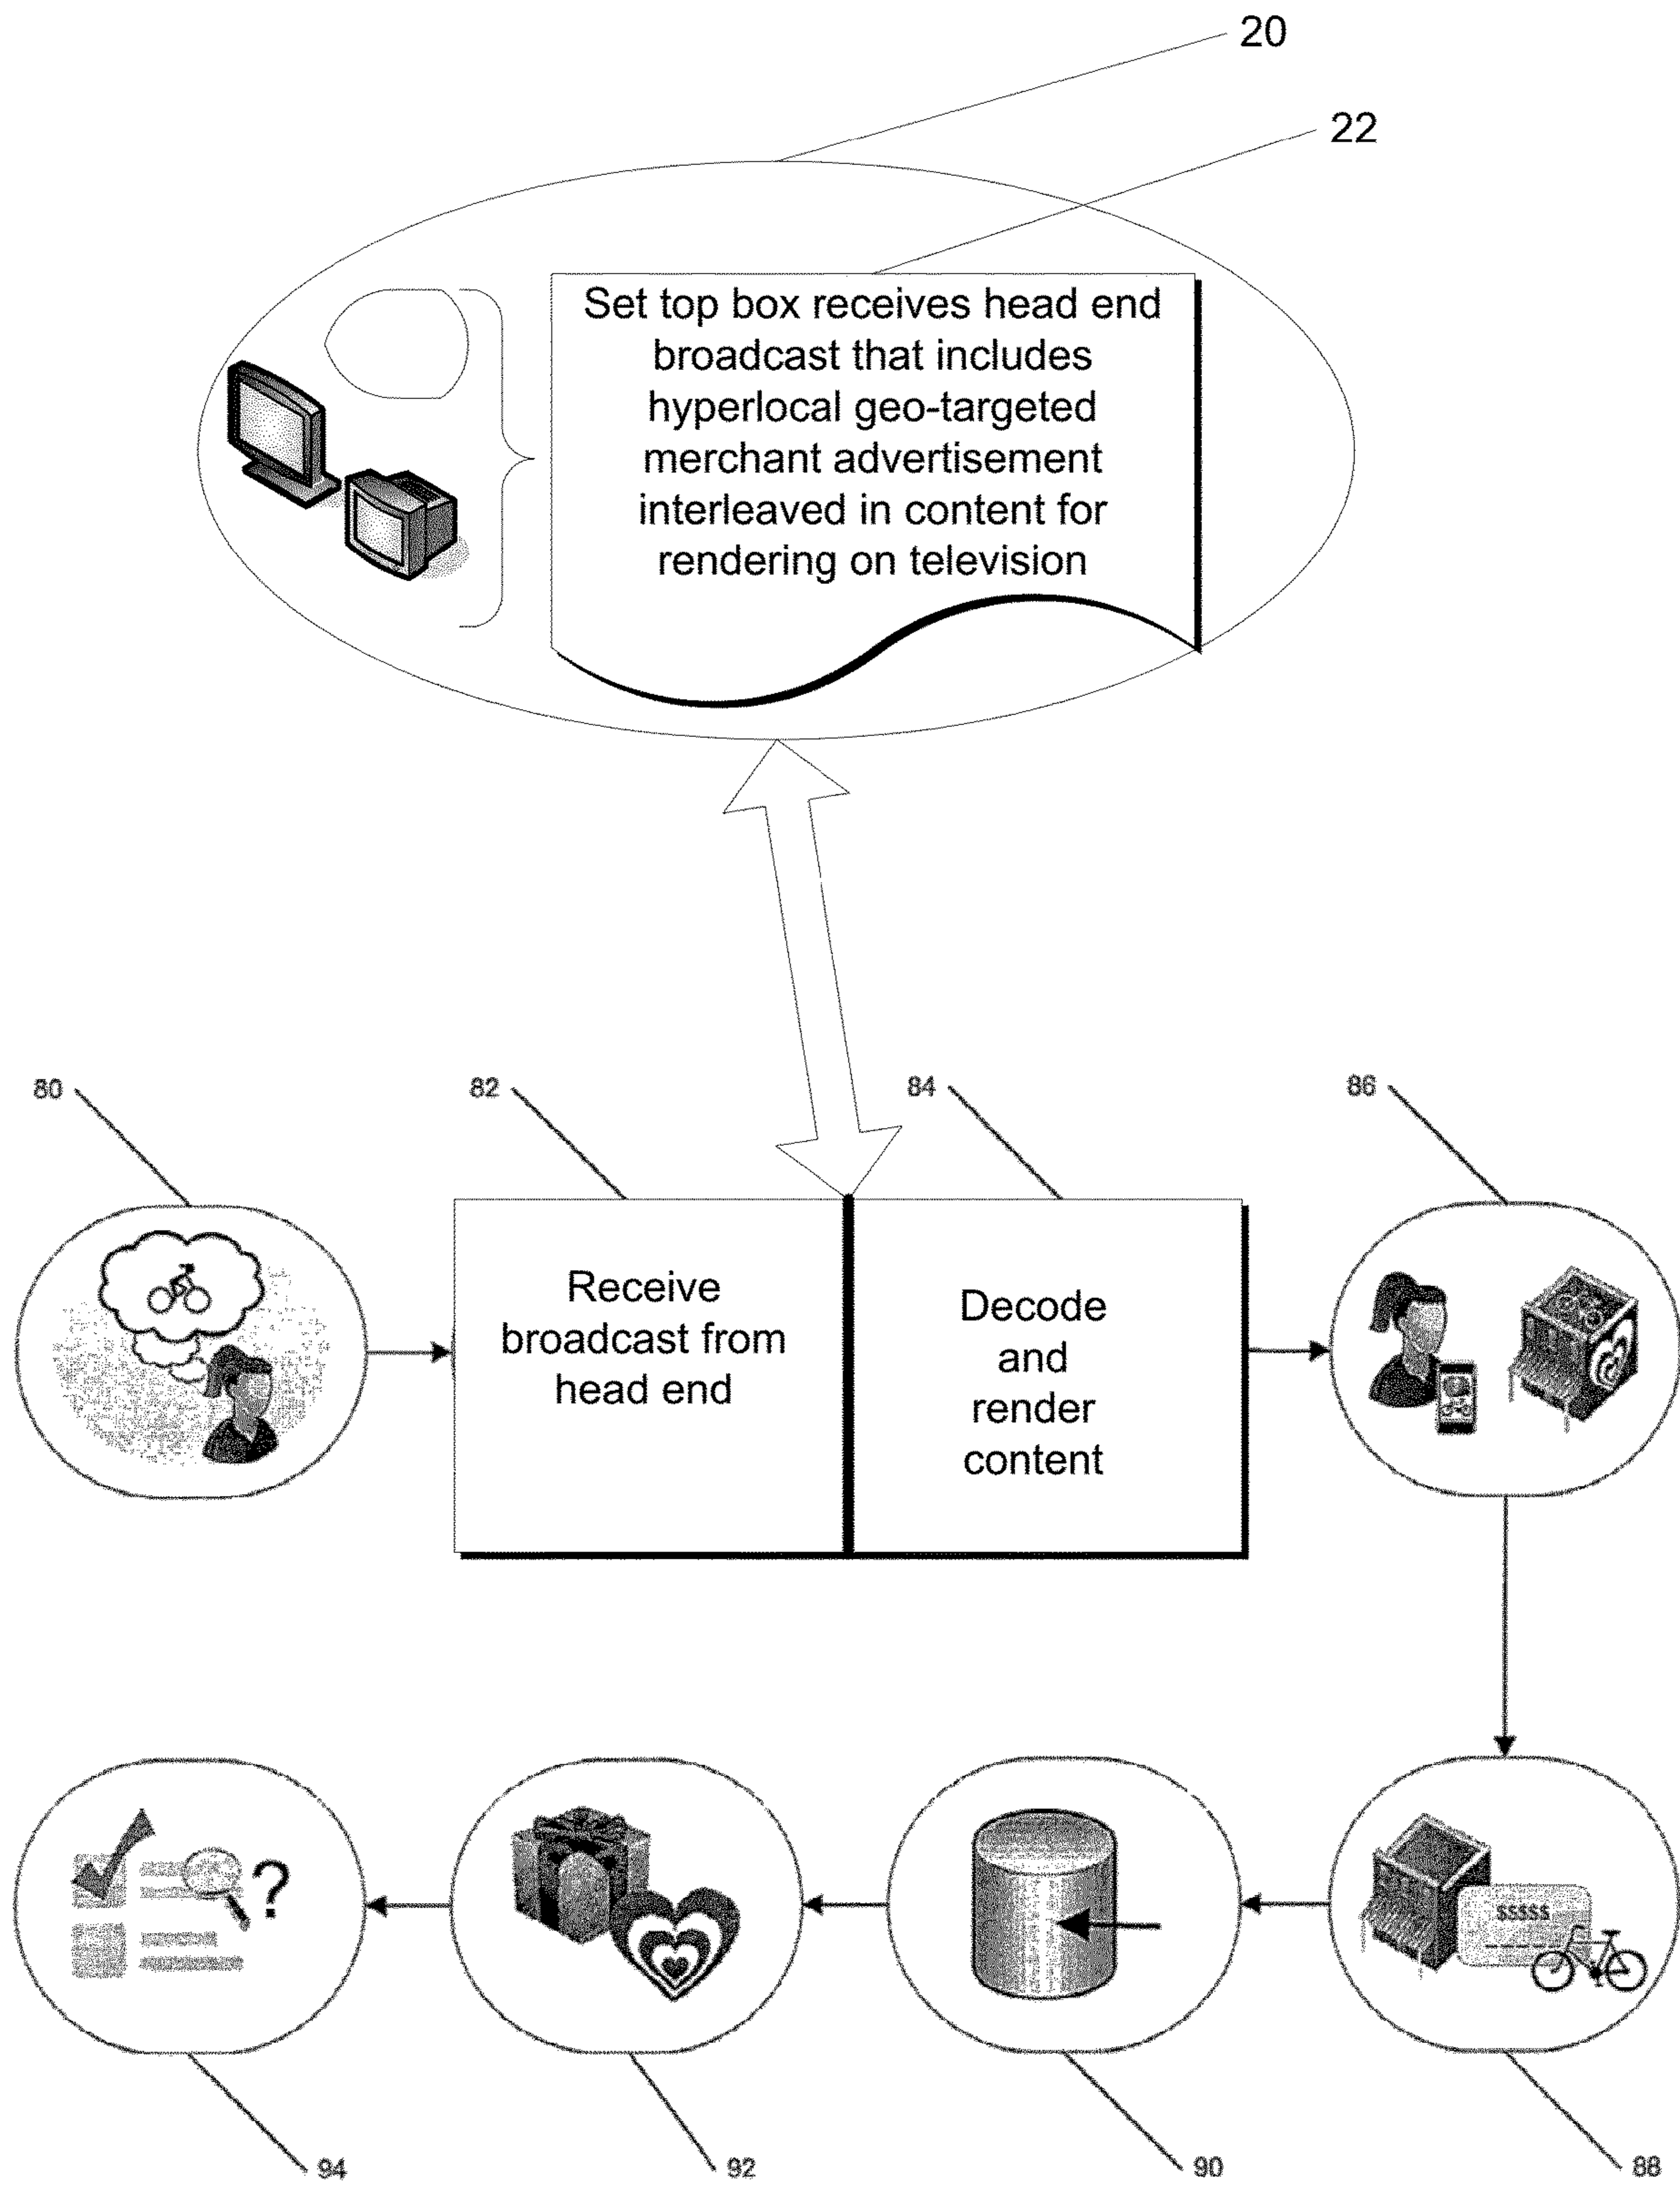 20
22
Set top box receives head end
broadcast that includes
hyperlocal geo-targeted
merchant advertisement
interleaved in content for
rendering on television
80
82
84
86
Receive
broadcast from
head end
Decode
and
render
content
?
$$$$$
94
92
90
88